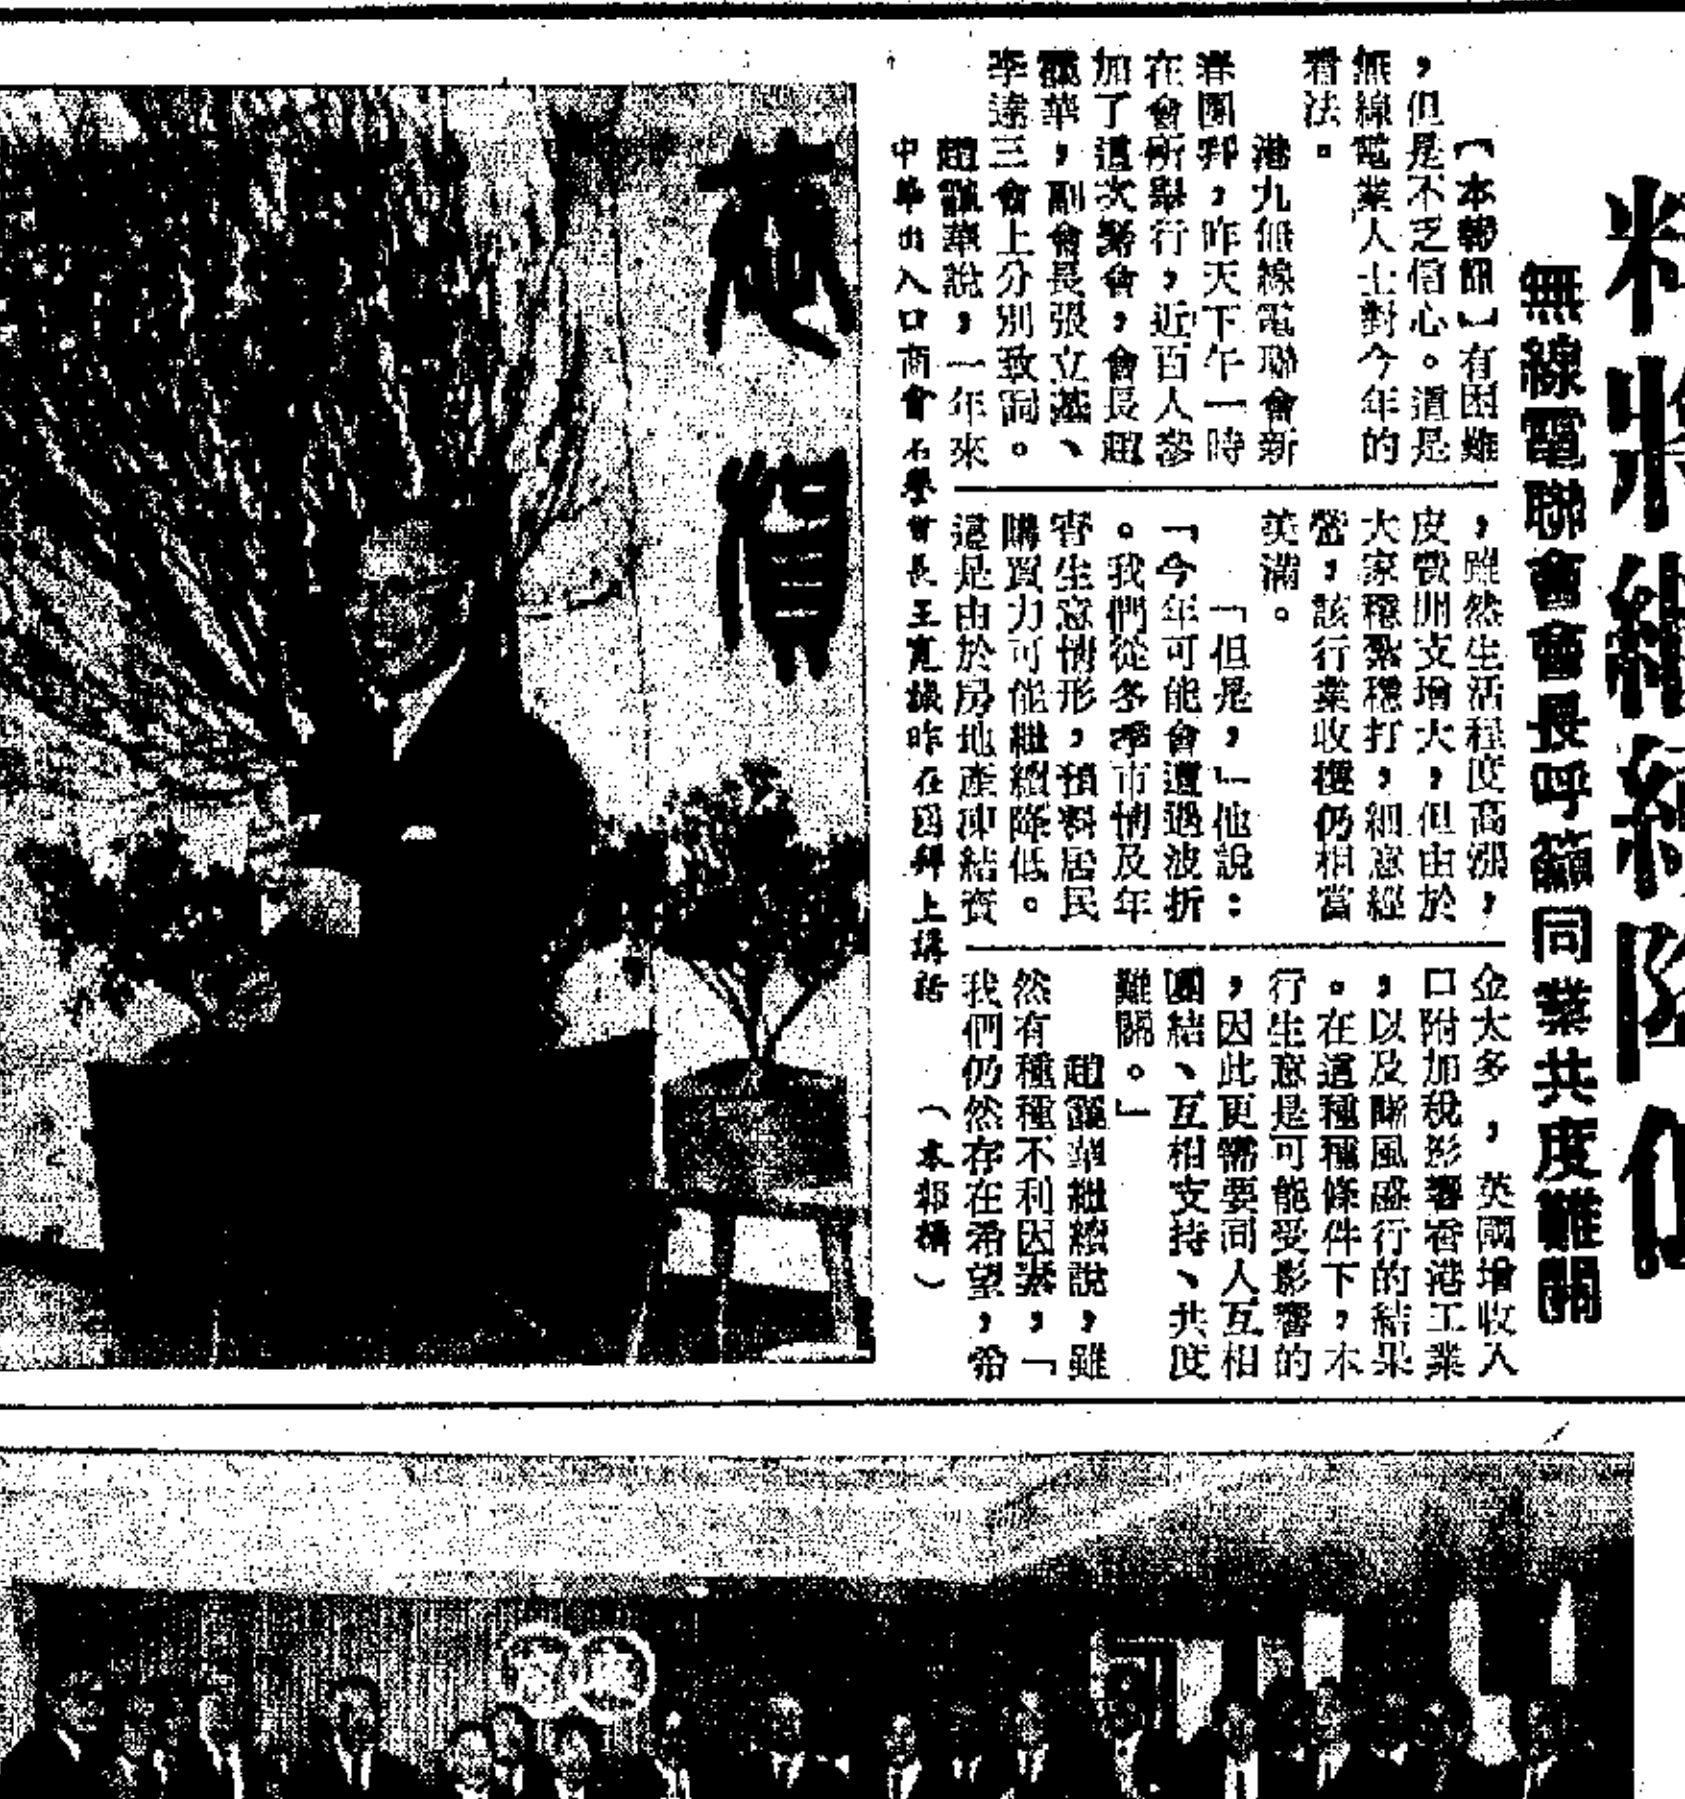 料將繼續降低
無線電聯會會長呼籲同業共度難關
【本報訊】有困難
，但是不乏信心。這是
無線電業人士對今年的
看法。
港九無線電聯會新
春團拜，昨天下午一時
在會所舉行，近百人參
加了這次聚會，會長趙
龍華，副會長張立基、
李達三會上分別致詞。
趙龍華說，一年來
，雖然生活程度高漲，
皮費開支增大，但由於
大家穩紮穩打，細意經
營，該行業收穫仍相當
美滿。
「但是，」他說：
「今年可能會遭遇波折
。我們從冬季市情及年
宵生意情形，預料居民
購買力可能繼續降低。
這是由於房地產凍結資
金太多，英國增收入
口附加稅影響香港工業
，以及賭風盛行的結果
。在這種種條件下，本
行生意是可能受影響的
，因此更需要同人互相
團結、互相支持、共度
難關。」
趙龍華繼續說，雖
然有種種不利因素，「
我們仍然存在希望，希
中華出入口商會名譽會長王寬誠昨在團拜上講話
（本報攝）